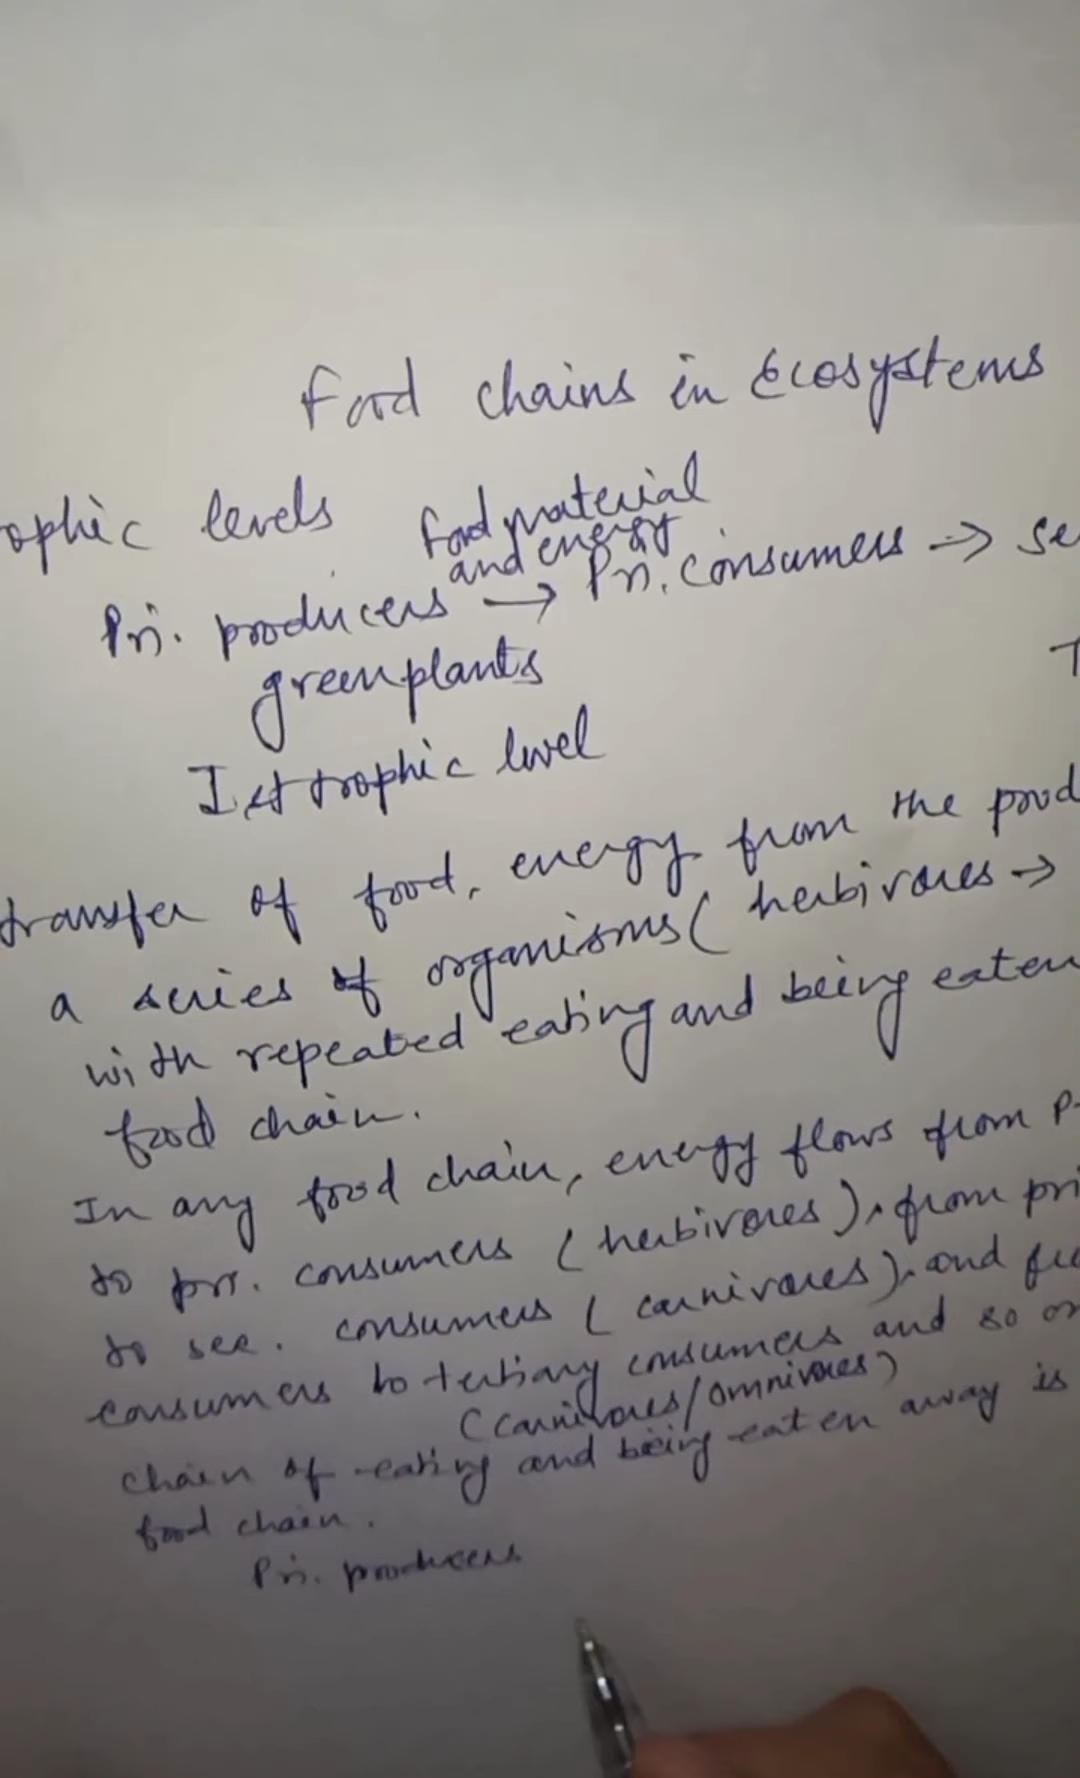 Food chains in Ecosystems
ophic levels
Food material
and energy
Pri. producers → Pri. consumers → se
green plants
T
Ist trophic level
transfer of food, energy from the prod
a series of organisms ( herbivores →
with repeated eating and being eaten
food chain.
In any food chain, energy flows from P
to pri. consumers ( herbivores ), from pri
to sec. consumers ( carnivores ), and
consumers to tertiary consumers and so on
(carnivores/omnivores)
chain of eating and being eaten away is
food chain.
Pri. producers